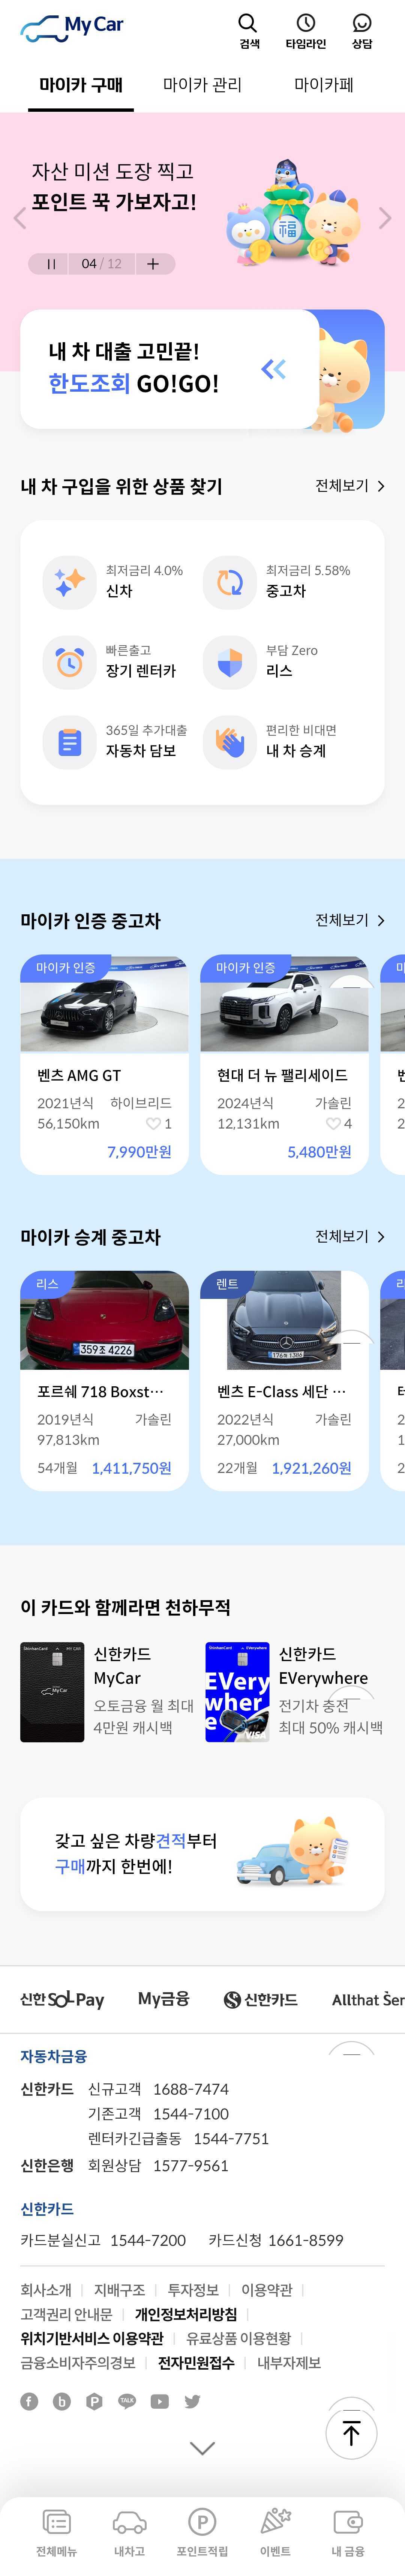 My Car
검색 타임라인 상담
마이카 구매 마이카 관리 마이카페
자산 미션 도장 찍고
포인트 꼭 가보자고!
福
04 / 12
내 차 대출 고민끝!
한도조회 GO!GO!
내 차 구입을 위한 상품 찾기 전체보기
최저금리 4.0%
신차
최저금리 5.58%
중고차
빠른출고
장기 렌터카
부담 Zero
리스
365일 추가대출
자동차 담보
편리한 비대면
내 차 승계
마이카 인증 중고차 전체보기
마이카 인증
벤츠 AMG GT
2021년식 하이브리드
56,150km 1
7,990만원
마이카 인증
현대 더 뉴 팰리세이드
2024년식 가솔린
12,131km 4
5,480만원
마이카 승계 중고차 전체보기
리스
359조 4226
포르쉐 718 Boxst…
2019년식 가솔린
97,813km
54개월 1,411,750원
렌트
벤츠 E-Class 세단 …
2022년식 가솔린
27,000km
22개월 1,921,260원
이 카드와 함께라면 천하무적
ShinhanCard MY CAR
MyCar
신한카드
MyCar
오토금융 월 최대
4만원 캐시백
ShinhanCard EVerywhere
EVery
wher
e
VISA
신한카드
EVerywhere
전기차 충전
최대 50% 캐시백
갖고 싶은 차량견적부터
구매까지 한번에!
신한 SOL Pay My금융 신한카드 Allthat Ser
자동차금융
신한카드 신규고객 1688-7474
기존고객 1544-7100
렌터카긴급출동 1544-7751
신한은행 회원상담 1577-9561
신한카드
카드분실신고 1544-7200 카드신청 1661-8599
회사소개 지배구조 투자정보 이용약관
고객권리 안내문 개인정보처리방침
위치기반서비스 이용약관 유료상품 이용현황
금융소비자주의경보 전자민원접수 내부자제보
TALK
전체메뉴 내차고 포인트적립 이벤트 내 금융